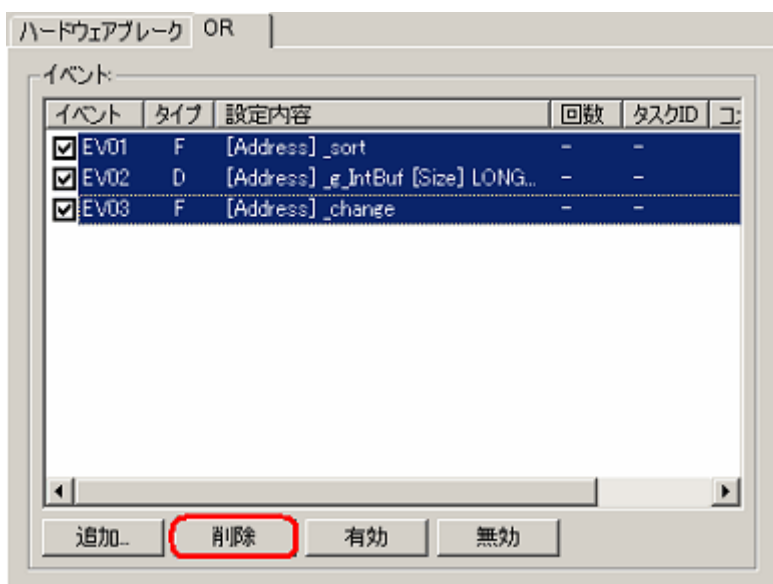 ハードウェアブレーク OR
イベント:
イベント タイプ 設定内容 回数 タスクID コ
EV01 F [Address] _sort - -
EV02 D [Address] _g_IntBuf [Size] LONG... - -
EV03 F [Address] _change - -
追加... 削除 有効 無効